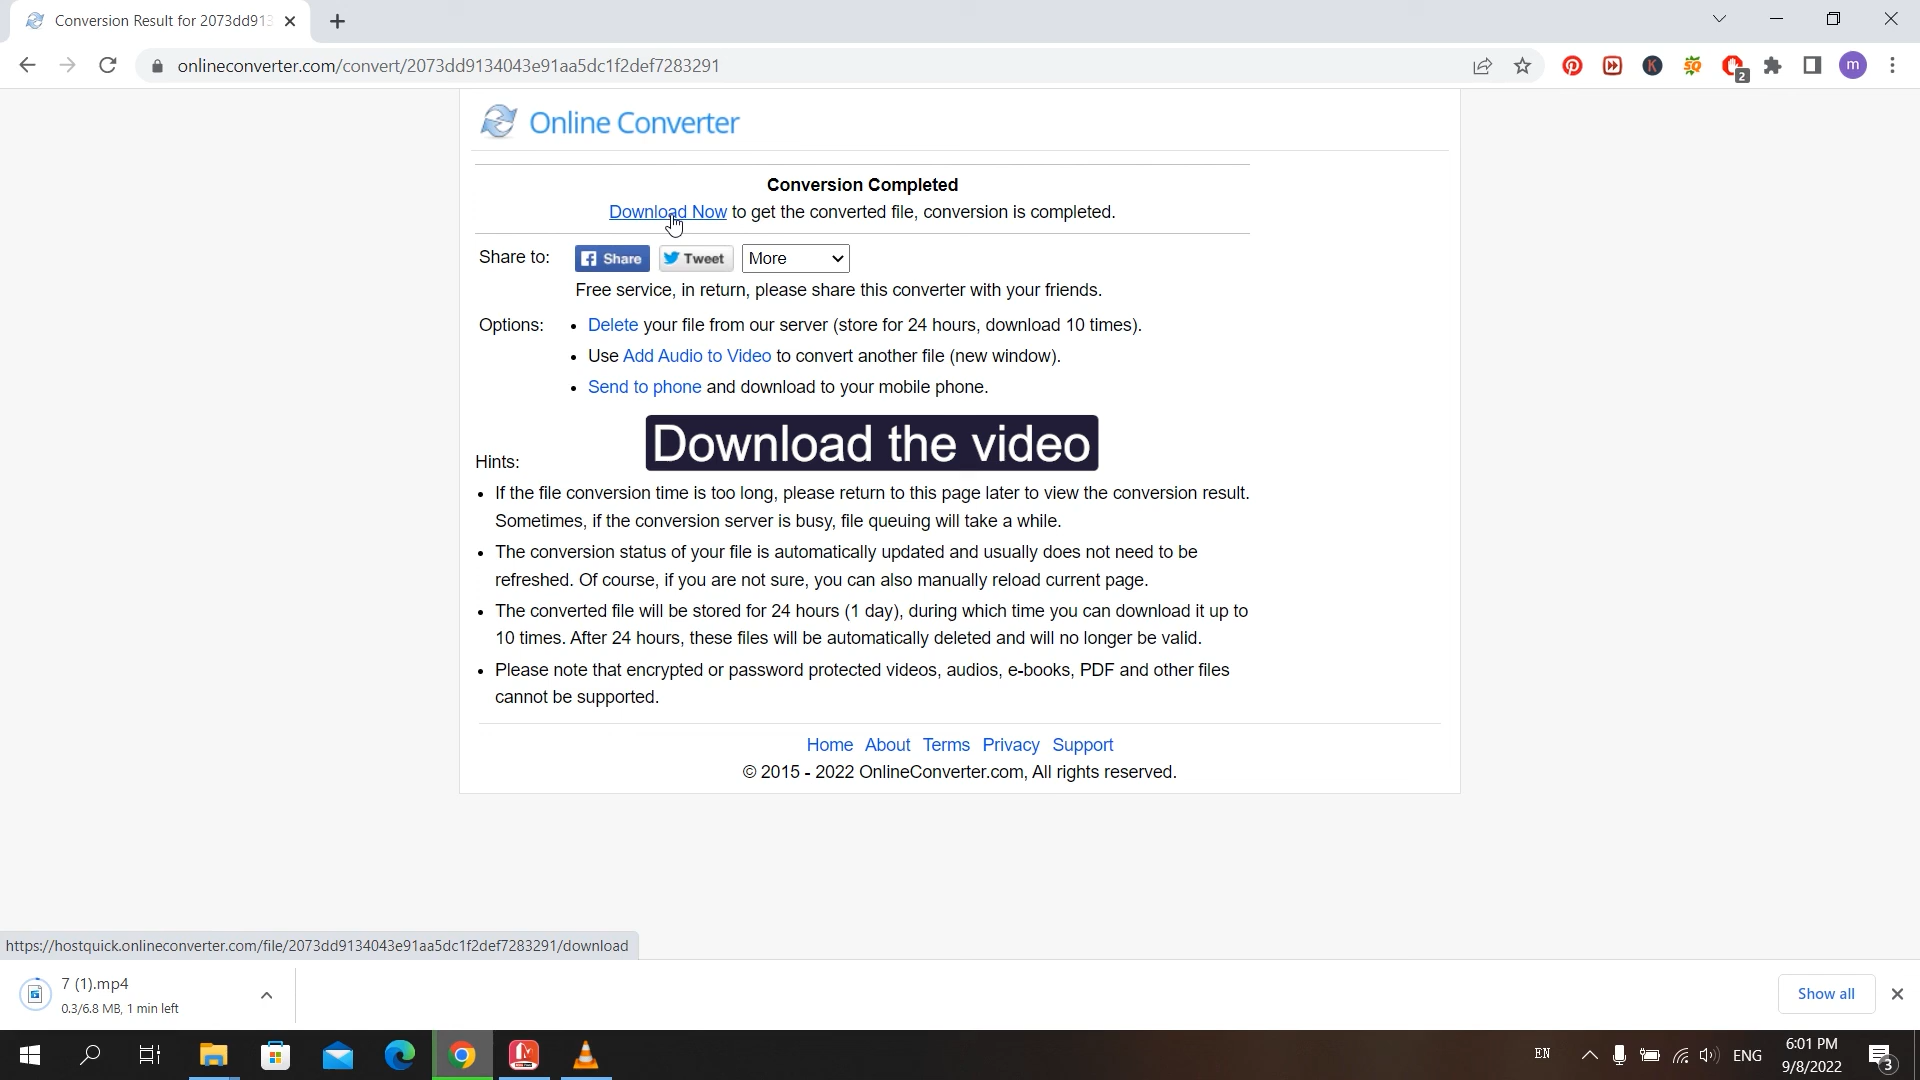 Conversion Result for 2073dd913
onlineconverter.com/convert/2073dd9134043e91aa5dc1f2def7283291
SQ
2
m
K
Online Converter
Conversion Completed
Download Now to get the converted file, conversion is completed.
Share to:
Share
Tweet
More
Free service, in return, please share this converter with your friends.
Options:
• Delete your file from our server (store for 24 hours, download 10 times).
• Use Add Audio to Video to convert another file (new window).
• Send to phone and download to your mobile phone.
Download the video
Hints:
• If the file conversion time is too long, please return to this page later to view the conversion result.
Sometimes, if the conversion server is busy, file queuing will take a while.
• The conversion status of your file is automatically updated and usually does not need to be
refreshed. Of course, if you are not sure, you can also manually reload current page.
• The converted file will be stored for 24 hours (1 day), during which time you can download it up to
10 times. After 24 hours, these files will be automatically deleted and will no longer be valid.
• Please note that encrypted or password protected videos, audios, e-books, PDF and other files
cannot be supported.
Home About Terms Privacy Support
© 2015 - 2022 OnlineConverter.com, All rights reserved.
https://hostquick.onlineconverter.com/file/2073dd9134043e91aa5dc1f2def7283291/download
7 (1).mp4
0.3/6.8 MB, 1 min left
Show all
EN
ENG
6:01 PM
9/8/2022
3